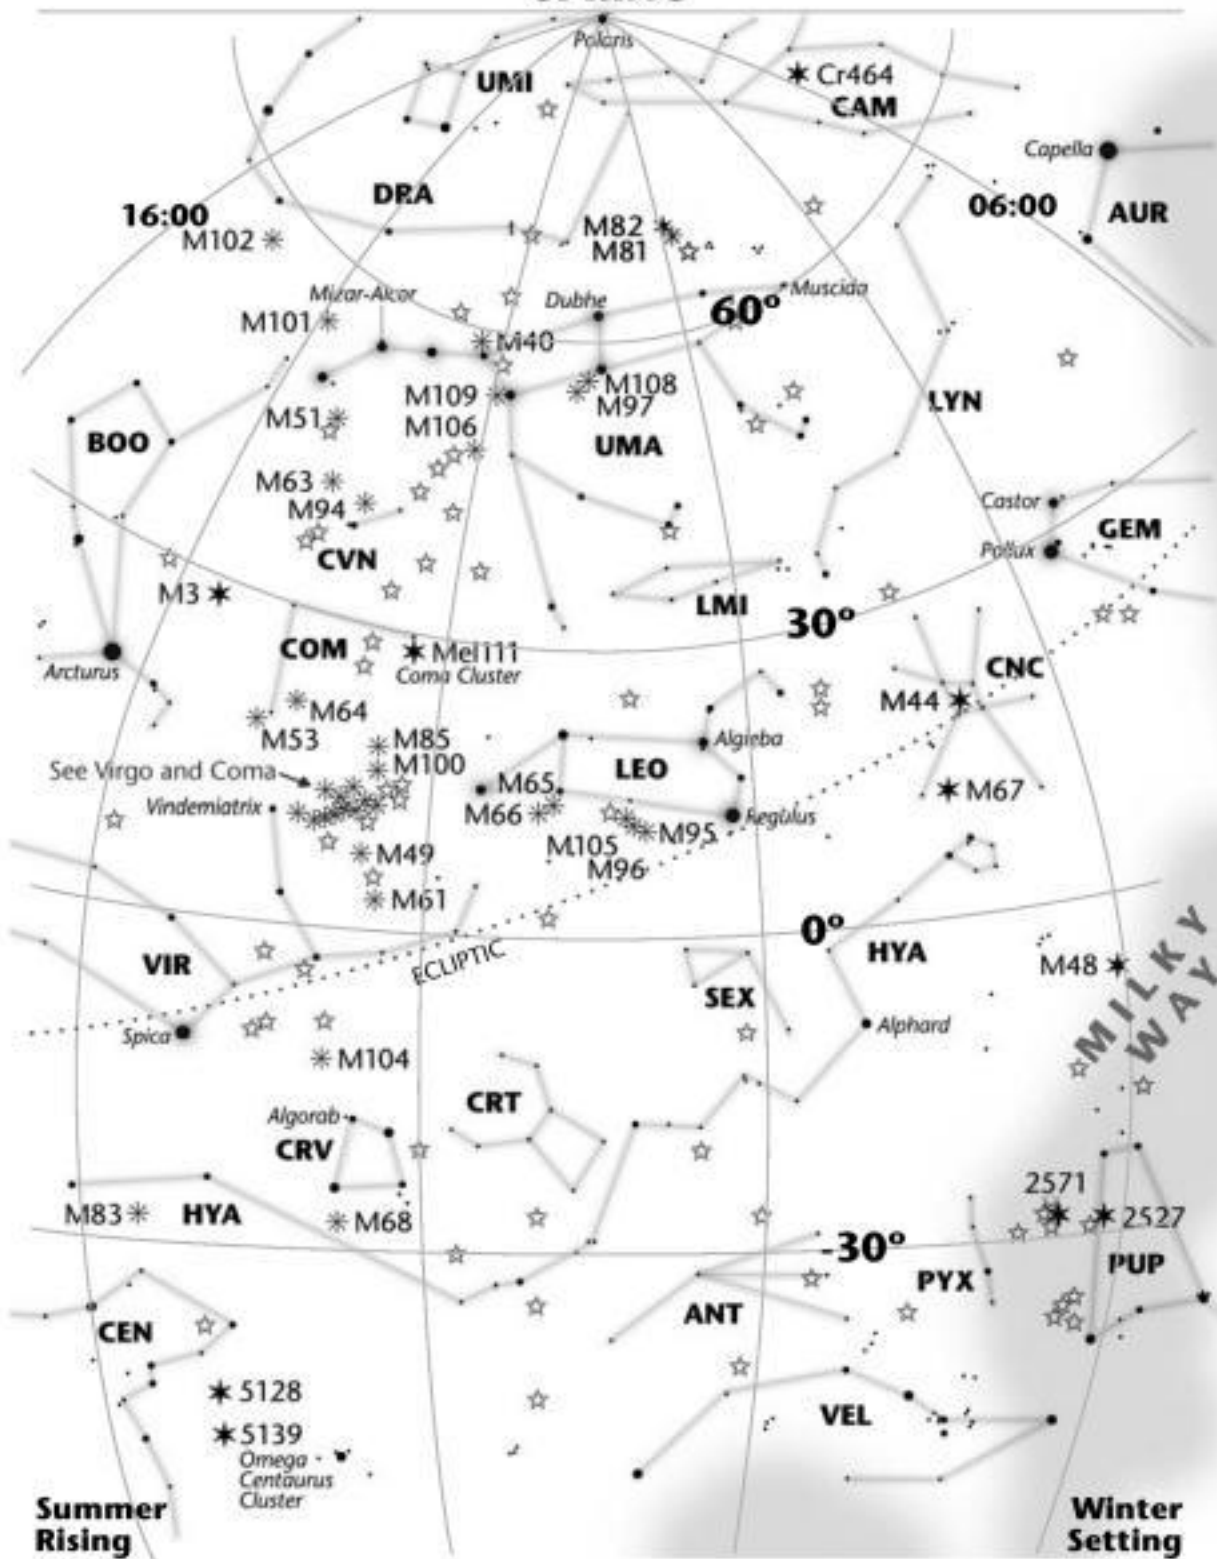 Polaris
UMI
Cr464
CAM
Capella
DRA
16:00
06:00
AUR
M102
M82
M81
Mizar-Alcor
Dubhe
Muscida
60°
M101
M40
M109
M108
M97
LYN
M51
M106
BOO
UMA
M63
M94
Castor
GEM
CVN
Pollux
M3
LMI
30°
COM
Mel111
Coma Cluster
CNC
Arcturus
M64
M44
M53
M85
Algieba
M100
LEO
See Virgo and Coma
M65
M67
Vindemiatrix
M66
Regulus
M105
M95
M96
M49
M61
0°
HYA
VIR
ECLIPTIC
M48
MILKY
WAY
SEX
Spica
Alphard
M104
Algorab
CRT
CRV
2571
M83
HYA
M68
2527
-30°
PYX
PUP
CEN
ANT
5128
VEL
5139
Omega
Centaurus
Cluster
Summer
Rising
Winter
Setting